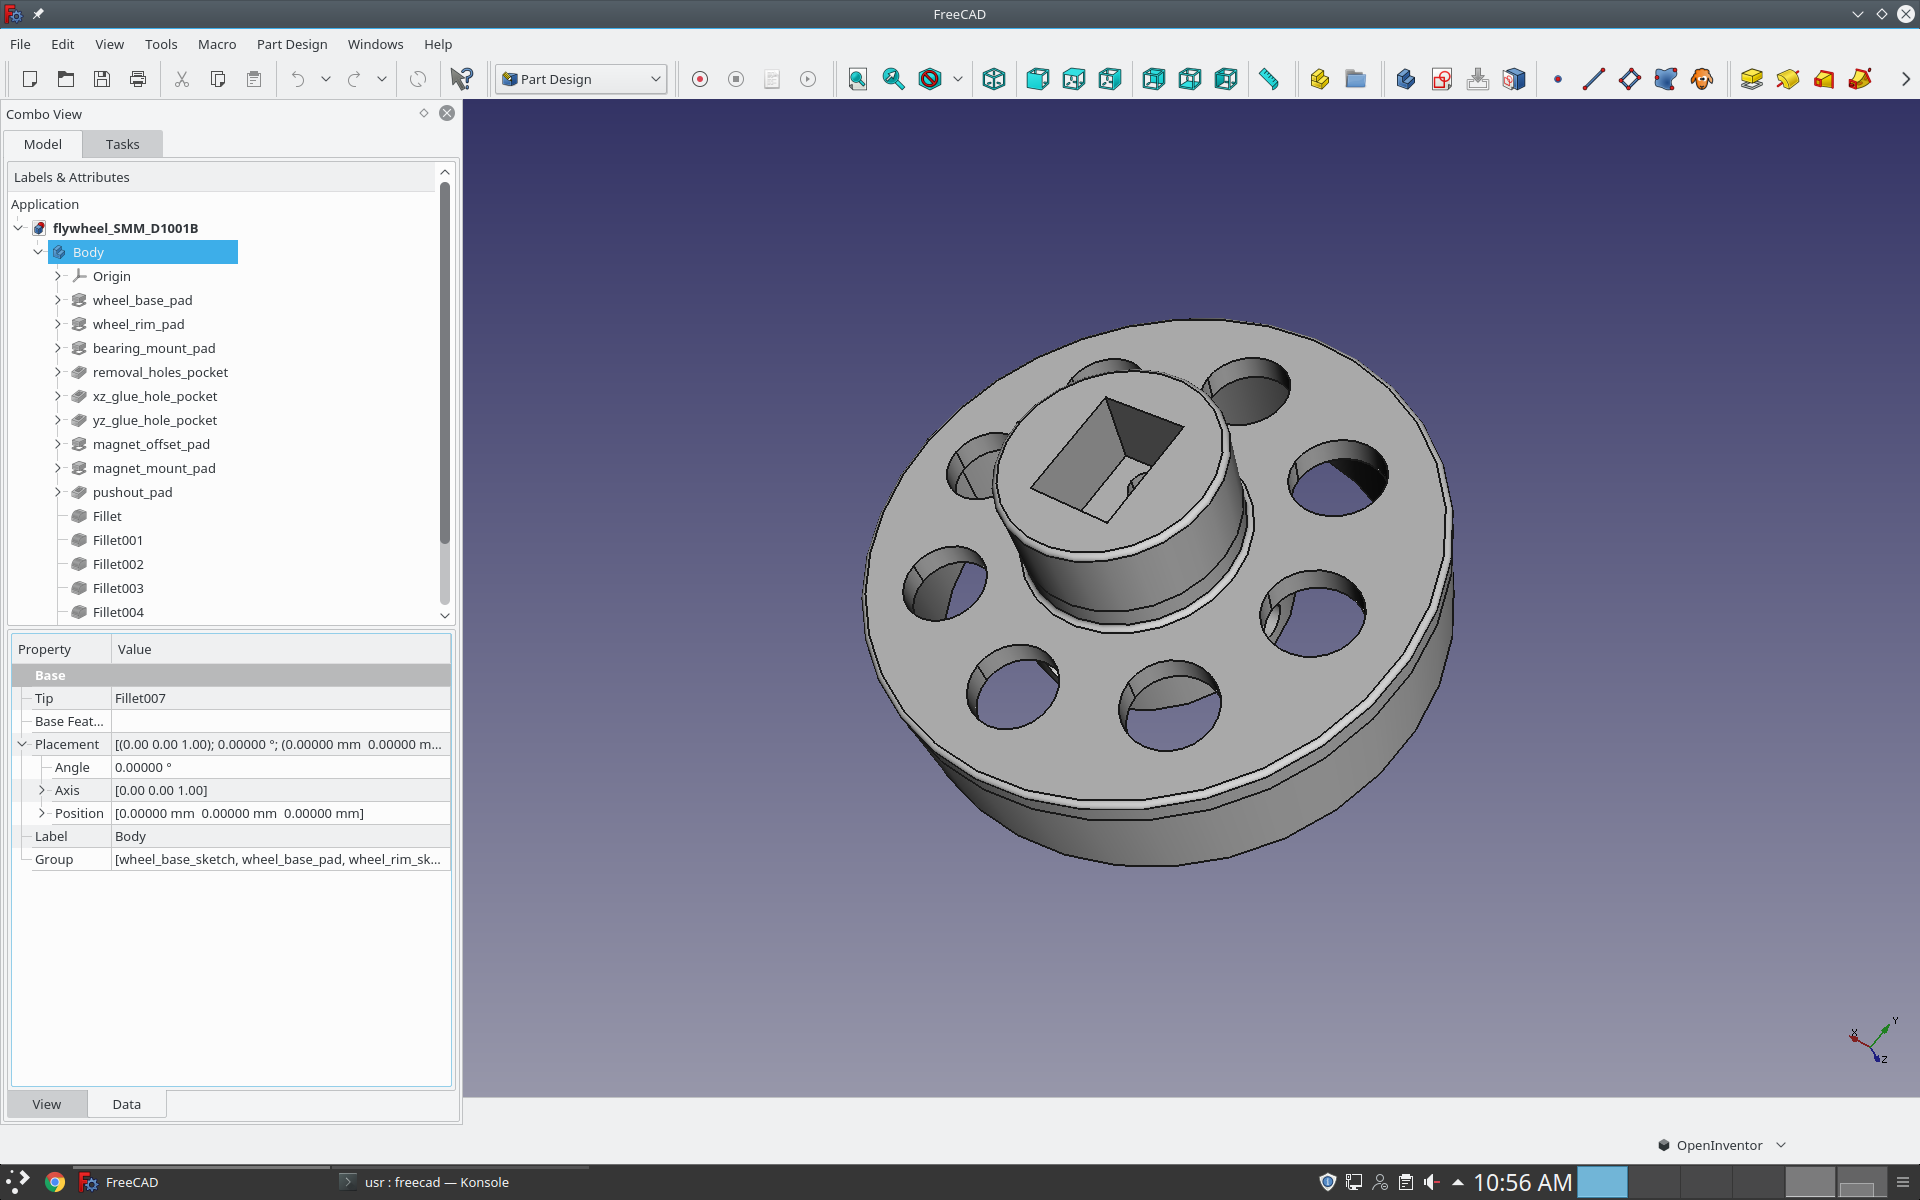 FreeCAD
File Edit View Tools Macro Part Design Windows Help
Part Design
Combo View
Model Tasks
Labels & Attributes
Application
flywheel_SMM_D1001B
Body
Origin
wheel_base_pad
wheel_rim_pad
bearing_mount_pad
removal_holes_pocket
xz_glue_hole_pocket
yz_glue_hole_pocket
magnet_offset_pad
magnet_mount_pad
pushout_pad
Fillet
Fillet001
Fillet002
Fillet003
Fillet004
Property Value
Base
Tip Fillet007
Base Feat...
Placement [(0.00 0.00 1.00); 0.00000 °; (0.00000 mm 0.00000 m...
Angle 0.00000 °
Axis [0.00 0.00 1.00]
Position [0.00000 mm 0.00000 mm 0.00000 mm]
Label Body
Group [wheel_base_sketch, wheel_base_pad, wheel_rim_sk...
Y
X
Z
View Data
OpenInventor
FreeCAD usr : freecad — Konsole 10:56 AM